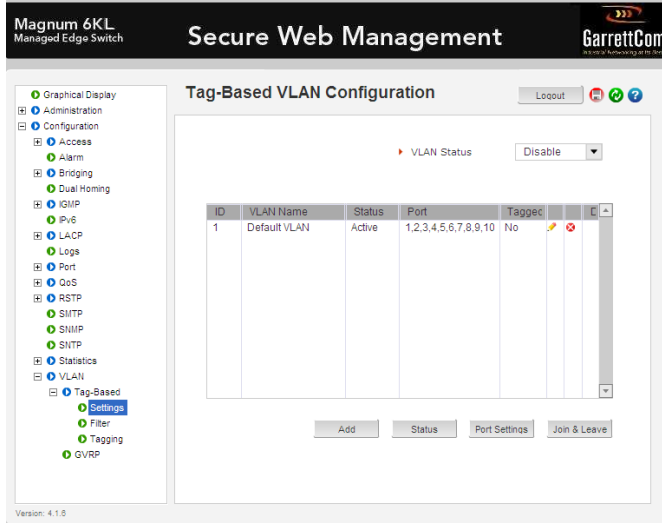 Magnum 6KL
Managed Edge Switch
Secure Web Management
GarrettCom
Graphical Display
Administration
Configuration
Access
Alarm
Bridging
Dual Homing
IGMP
IPv6
LACP
Logs
Port
QoS
RSTP
SMTP
SNMP
SNTP
Statistics
VLAN
Tag-Based
Settings
Filter
Tagging
GVRP
Version: 4.1.6
Tag-Based VLAN Configuration
Logout
VLAN Status Disable
ID VLAN Name Status Port Tagged
1 Default VLAN Active 1,2,3,4,5,6,7,8,9,10 No
Add Status Port Settings Join & Leave